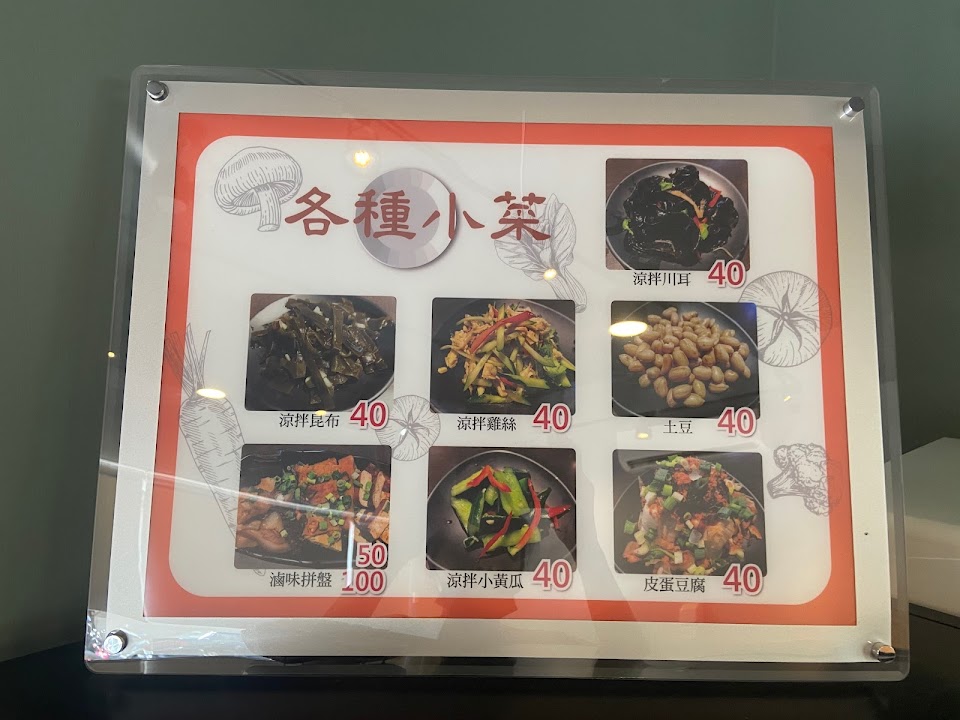 各種小菜
涼拌川耳 40
涼拌昆布 40
涼拌雞絲 40
土豆 40
滷味拼盤 50 100
涼拌小黃瓜 40
皮蛋豆腐 40